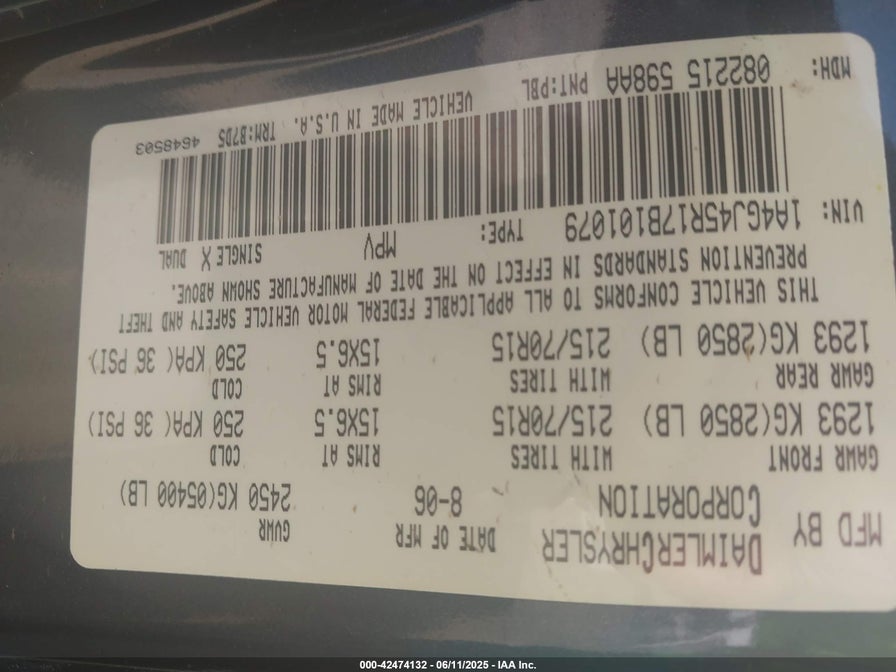 MFD BY DAIMLERCHRYSLER CORPORATION DATE OF MFR 8-06 GVWR 2450 KG(05400 LB)
GAWR FRONT WITH TIRES RIMS AT COLD
1293 KG(2850 LB) 215/70R15 15X6.5 250 KPA( 36 PSI)
GAWR REAR WITH TIRES RIMS AT COLD
1293 KG(2850 LB) 215/70R15 15X6.5 250 KPA( 36 PSI)
THIS VEHICLE CONFORMS TO ALL APPLICABLE FEDERAL MOTOR VEHICLE SAFETY AND THEFT
PREVENTION STANDARDS IN EFFECT ON THE DATE OF MANUFACTURE SHOWN ABOVE.
VIN: 1A4GJ45R17B101079 TYPE: MPV SINGLE X DUAL
MDH: 082215 598AA PNT:PBL VEHICLE MADE IN U.S.A. TRM:B7D5 4648503
000-42474132 - 06/11/2025 - IAA Inc.